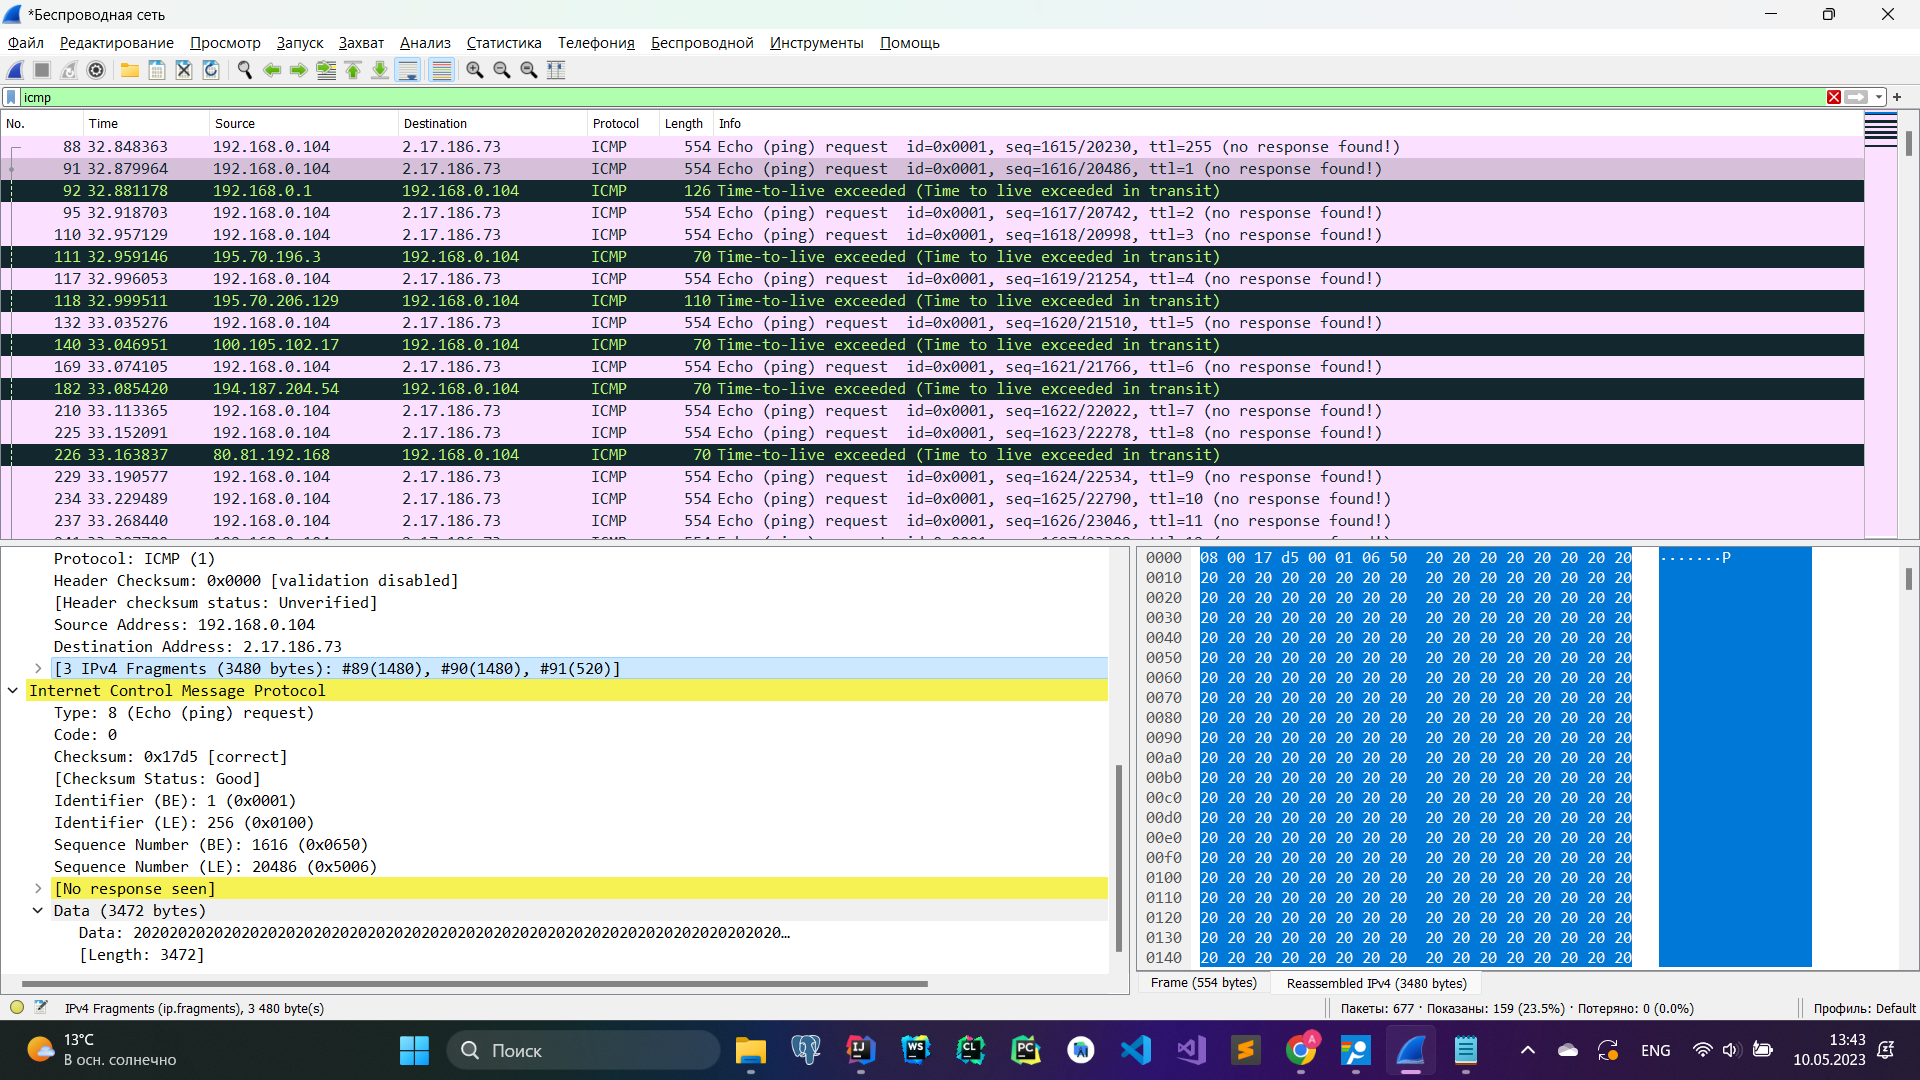 *Беспроводная сеть
Файл Редактирование Просмотр Запуск Захват Анализ Статистика Телефония Беспроводной Инструменты Помощь
icmp
No. Time Source Destination Protocol Length Info
88 32.848363 192.168.0.104 2.17.186.73 ICMP 554 Echo (ping) request id=0x0001, seq=1615/20230, ttl=255 (no response found!)
91 32.879964 192.168.0.104 2.17.186.73 ICMP 554 Echo (ping) request id=0x0001, seq=1616/20486, ttl=1 (no response found!)
92 32.881178 192.168.0.1 192.168.0.104 ICMP 126 Time-to-live exceeded (Time to live exceeded in transit)
95 32.918703 192.168.0.104 2.17.186.73 ICMP 554 Echo (ping) request id=0x0001, seq=1617/20742, ttl=2 (no response found!)
110 32.957129 192.168.0.104 2.17.186.73 ICMP 554 Echo (ping) request id=0x0001, seq=1618/20998, ttl=3 (no response found!)
111 32.959146 195.70.196.3 192.168.0.104 ICMP 70 Time-to-live exceeded (Time to live exceeded in transit)
117 32.996053 192.168.0.104 2.17.186.73 ICMP 554 Echo (ping) request id=0x0001, seq=1619/21254, ttl=4 (no response found!)
118 32.999511 195.70.206.129 192.168.0.104 ICMP 110 Time-to-live exceeded (Time to live exceeded in transit)
132 33.035276 192.168.0.104 2.17.186.73 ICMP 554 Echo (ping) request id=0x0001, seq=1620/21510, ttl=5 (no response found!)
140 33.046951 100.105.102.17 192.168.0.104 ICMP 70 Time-to-live exceeded (Time to live exceeded in transit)
169 33.074105 192.168.0.104 2.17.186.73 ICMP 554 Echo (ping) request id=0x0001, seq=1621/21766, ttl=6 (no response found!)
182 33.085420 194.187.204.54 192.168.0.104 ICMP 70 Time-to-live exceeded (Time to live exceeded in transit)
210 33.113365 192.168.0.104 2.17.186.73 ICMP 554 Echo (ping) request id=0x0001, seq=1622/22022, ttl=7 (no response found!)
225 33.152091 192.168.0.104 2.17.186.73 ICMP 554 Echo (ping) request id=0x0001, seq=1623/22278, ttl=8 (no response found!)
226 33.163837 80.81.192.168 192.168.0.104 ICMP 70 Time-to-live exceeded (Time to live exceeded in transit)
229 33.190577 192.168.0.104 2.17.186.73 ICMP 554 Echo (ping) request id=0x0001, seq=1624/22534, ttl=9 (no response found!)
234 33.229489 192.168.0.104 2.17.186.73 ICMP 554 Echo (ping) request id=0x0001, seq=1625/22790, ttl=10 (no response found!)
237 33.268440 192.168.0.104 2.17.186.73 ICMP 554 Echo (ping) request id=0x0001, seq=1626/23046, ttl=11 (no response found!)
Protocol: ICMP (1)
Header Checksum: 0x0000 [validation disabled]
[Header checksum status: Unverified]
Source Address: 192.168.0.104
Destination Address: 2.17.186.73
[3 IPv4 Fragments (3480 bytes): #89(1480), #90(1480), #91(520)]
Internet Control Message Protocol
Type: 8 (Echo (ping) request)
Code: 0
Checksum: 0x17d5 [correct]
[Checksum Status: Good]
Identifier (BE): 1 (0x0001)
Identifier (LE): 256 (0x0100)
Sequence Number (BE): 1616 (0x0650)
Sequence Number (LE): 20486 (0x5006)
[No response seen]
Data (3472 bytes)
Data: 202020202020202020202020202020202020202020202020202020202020202020202020…
[Length: 3472]
0000 08 00 17 d5 00 01 06 50 20 20 20 20 20 20 20 20 ·······P
0010 20 20 20 20 20 20 20 20 20 20 20 20 20 20 20 20
0020 20 20 20 20 20 20 20 20 20 20 20 20 20 20 20 20
0030 20 20 20 20 20 20 20 20 20 20 20 20 20 20 20 20
0040 20 20 20 20 20 20 20 20 20 20 20 20 20 20 20 20
0050 20 20 20 20 20 20 20 20 20 20 20 20 20 20 20 20
0060 20 20 20 20 20 20 20 20 20 20 20 20 20 20 20 20
0070 20 20 20 20 20 20 20 20 20 20 20 20 20 20 20 20
0080 20 20 20 20 20 20 20 20 20 20 20 20 20 20 20 20
0090 20 20 20 20 20 20 20 20 20 20 20 20 20 20 20 20
00a0 20 20 20 20 20 20 20 20 20 20 20 20 20 20 20 20
00b0 20 20 20 20 20 20 20 20 20 20 20 20 20 20 20 20
00c0 20 20 20 20 20 20 20 20 20 20 20 20 20 20 20 20
00d0 20 20 20 20 20 20 20 20 20 20 20 20 20 20 20 20
00e0 20 20 20 20 20 20 20 20 20 20 20 20 20 20 20 20
00f0 20 20 20 20 20 20 20 20 20 20 20 20 20 20 20 20
0100 20 20 20 20 20 20 20 20 20 20 20 20 20 20 20 20
0110 20 20 20 20 20 20 20 20 20 20 20 20 20 20 20 20
0120 20 20 20 20 20 20 20 20 20 20 20 20 20 20 20 20
0130 20 20 20 20 20 20 20 20 20 20 20 20 20 20 20 20
0140 20 20 20 20 20 20 20 20 20 20 20 20 20 20 20 20
Frame (554 bytes) Reassembled IPv4 (3480 bytes)
IPv4 Fragments (ip.fragments), 3 480 byte(s) Пакеты: 677 · Показаны: 159 (23.5%) · Потеряно: 0 (0.0%) Профиль: Default
13°C
В осн. солнечно
Поиск
IJ WS CL PC A
ENG
13:43
10.05.2023